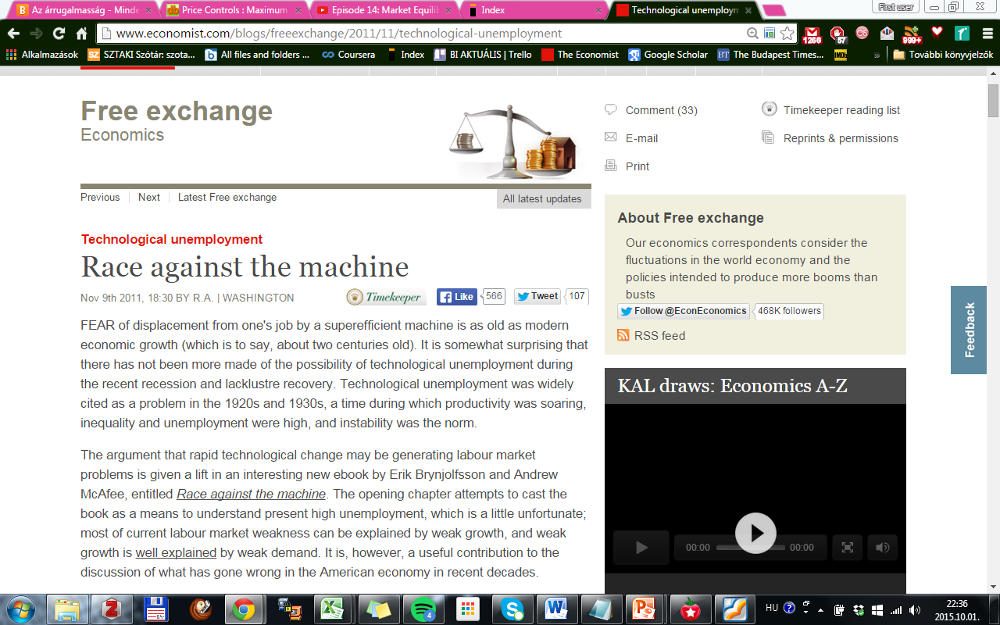 Az árrugalmasság - Minde
Price Controls : Maximum
Episode 14: Market Equilib
Index
Technological unemploym
First user
www.economist.com/blogs/freeexchange/2011/11/technological-unemployment
1266
57
999+
Alkalmazások
SZTAKI Szótár: szota...
All files and folders ...
Coursera
Index
BI AKTUÁLIS | Trello
The Economist
Google Scholar
The Budapest Times...
IMDb
»
További könyvjelzők
Free exchange
Economics
Comment (33)
Timekeeper reading list
E-mail
Reprints & permissions
Print
Previous
Next
Latest Free exchange
All latest updates
Technological unemployment
Race against the machine
Nov 9th 2011, 18:30 BY R.A. | WASHINGTON
Timekeeper
Like
566
Tweet
107
FEAR of displacement from one's job by a superefficient machine is as old as modern
economic growth (which is to say, about two centuries old). It is somewhat surprising that
there has not been more made of the possibility of technological unemployment during
the recent recession and lacklustre recovery. Technological unemployment was widely
cited as a problem in the 1920s and 1930s, a time during which productivity was soaring,
inequality and unemployment were high, and instability was the norm.
The argument that rapid technological change may be generating labour market
problems is given a lift in an interesting new ebook by Erik Brynjolfsson and Andrew
McAfee, entitled Race against the machine. The opening chapter attempts to cast the
book as a means to understand present high unemployment, which is a little unfortunate;
most of current labour market weakness can be explained by weak growth, and weak
growth is well explained by weak demand. It is, however, a useful contribution to the
discussion of what has gone wrong in the American economy in recent decades.
About Free exchange
Our economics correspondents consider the
fluctuations in the world economy and the
policies intended to produce more booms than
busts
Follow @EconEconomics
468K followers
RSS feed
Feedback
KAL draws: Economics A-Z
00:00
00:00
HU
22:36
2015.10.01.